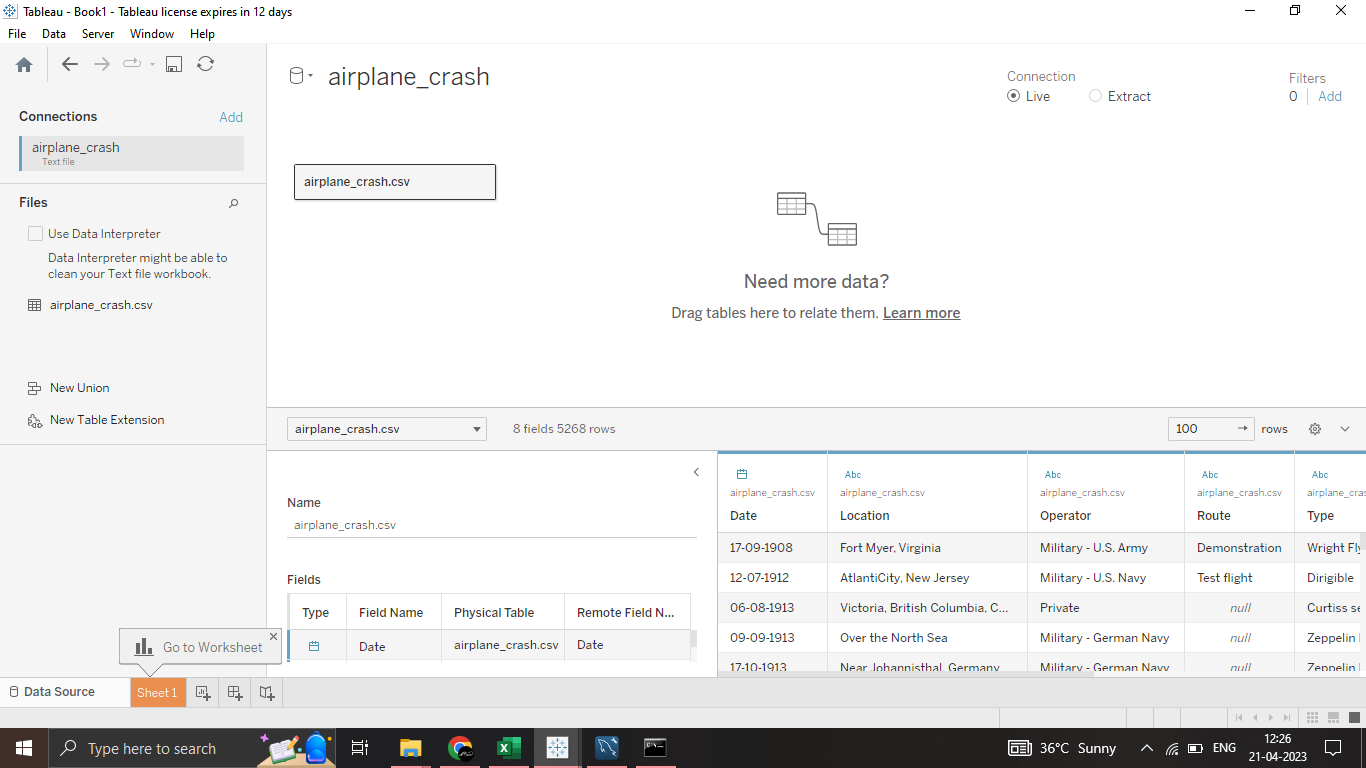 Tableau - Book1 - Tableau license expires in 12 days
File Data Server Window Help
airplane_crash
Connection
Live Extract
Filters
0 Add
Connections Add
airplane_crash
Text file
Files
Use Data Interpreter
Data Interpreter might be able to
clean your Text file workbook.
airplane_crash.csv
New Union
New Table Extension
airplane_crash.csv
Need more data?
Drag tables here to relate them. Learn more
airplane_crash.csv 8 fields 5268 rows 100 rows
Name
airplane_crash.csv
Fields
Type Field Name Physical Table Remote Field N...
Date airplane_crash.csv Date
Abc Abc Abc Abc
airplane_crash.csv airplane_crash.csv airplane_crash.csv airplane_crash.csv airplane_cras
Date Location Operator Route Type
17-09-1908 Fort Myer, Virginia Military - U.S. Army Demonstration Wright Fly
12-07-1912 AtlantiCity, New Jersey Military - U.S. Navy Test flight Dirigible
06-08-1913 Victoria, British Columbia, C... Private null Curtiss se
09-09-1913 Over the North Sea Military - German Navy null Zeppelin
17-10-1913 Near Johannisthal, Germany Military - German Navy null Zeppelin
Go to Worksheet
Data Source Sheet 1
Type here to search
36°C Sunny ENG
12:26
21-04-2023